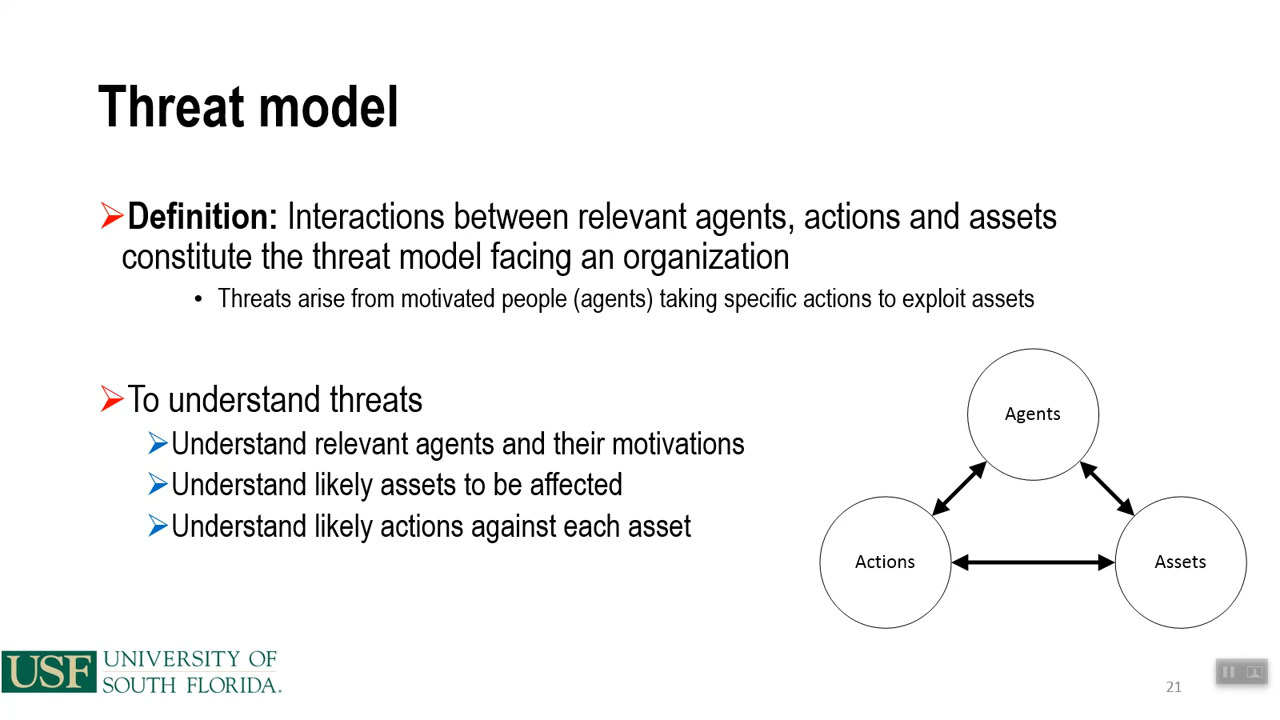 Threat model
Definition: Interactions between relevant agents, actions and assets
constitute the threat model facing an organization
• Threats arise from motivated people (agents) taking specific actions to exploit assets
To understand threats
Understand relevant agents and their motivations
Understand likely assets to be affected
Understand likely actions against each asset
Agents
Actions
Assets
USF UNIVERSITY OF
SOUTH FLORIDA.
21